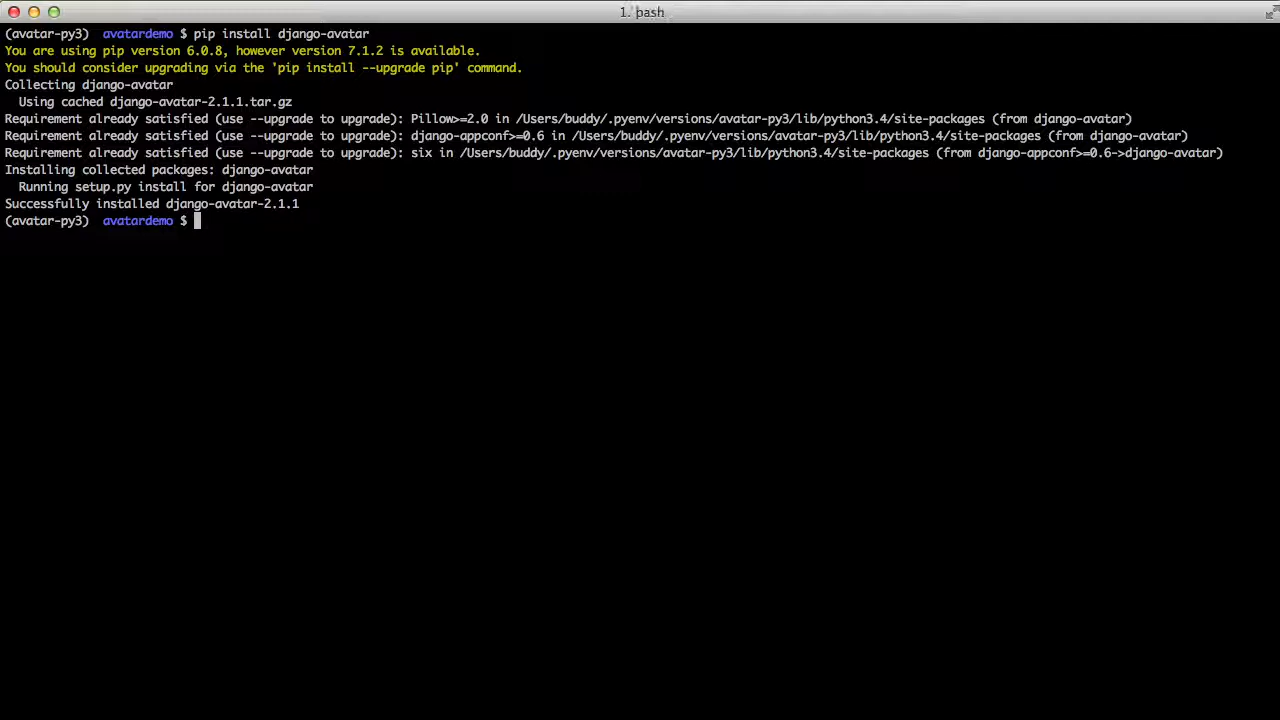 1. bash
(avatar-py3)  avatardemo $ pip install django-avatar
You are using pip version 6.0.8, however version 7.1.2 is available.
You should consider upgrading via the 'pip install --upgrade pip' command.
Collecting django-avatar
  Using cached django-avatar-2.1.1.tar.gz
Requirement already satisfied (use --upgrade to upgrade): Pillow>=2.0 in /Users/buddy/.pyenv/versions/avatar-py3/lib/python3.4/site-packages (from django-avatar)
Requirement already satisfied (use --upgrade to upgrade): django-appconf>=0.6 in /Users/buddy/.pyenv/versions/avatar-py3/lib/python3.4/site-packages (from django-avatar)
Requirement already satisfied (use --upgrade to upgrade): six in /Users/buddy/.pyenv/versions/avatar-py3/lib/python3.4/site-packages (from django-appconf>=0.6->django-avatar)
Installing collected packages: django-avatar
  Running setup.py install for django-avatar
Successfully installed django-avatar-2.1.1
(avatar-py3)  avatardemo $